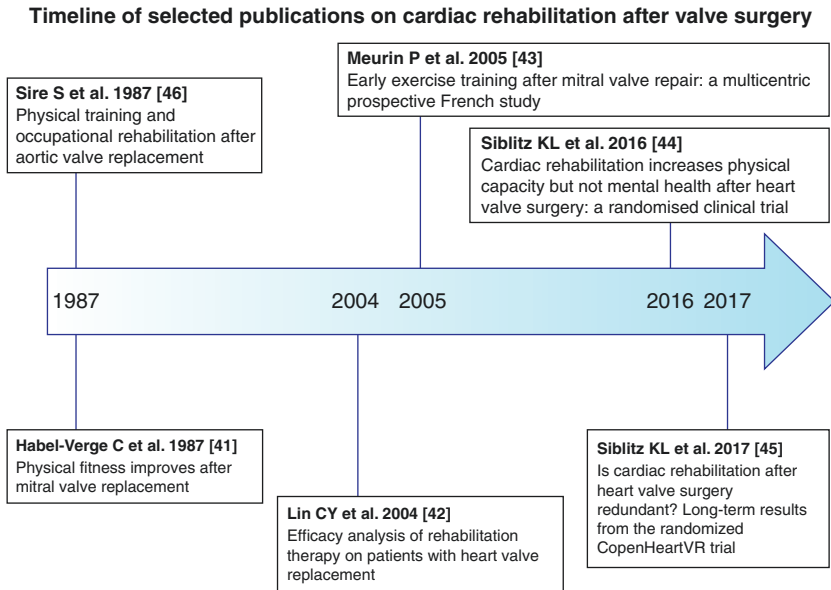 Timeline of selected publications on cardiac rehabilitation after valve surgery
Sire S et al. 1987 [46]
Physical training and
occupational rehabilitation after
aortic valve replacement
Meurin P et al. 2005 [43]
Early exercise training after mitral valve repair: a multicentric
prospective French study
Siblitz KL et al. 2016 [44]
Cardiac rehabilitation increases physical
capacity but not mental health after heart
valve surgery: a randomised clinical trial
1987
2004
2005
2016
2017
Habel-Verge C et al. 1987 [41]
Physical fitness improves after
mitral valve replacement
Lin CY et al. 2004 [42]
Efficacy analysis of rehabilitation
therapy on patients with heart valve
replacement
Siblitz KL et al. 2017 [45]
Is cardiac rehabilitation after
heart valve surgery
redundant? Long-term results
from the randomized
CopenHeartVR trial